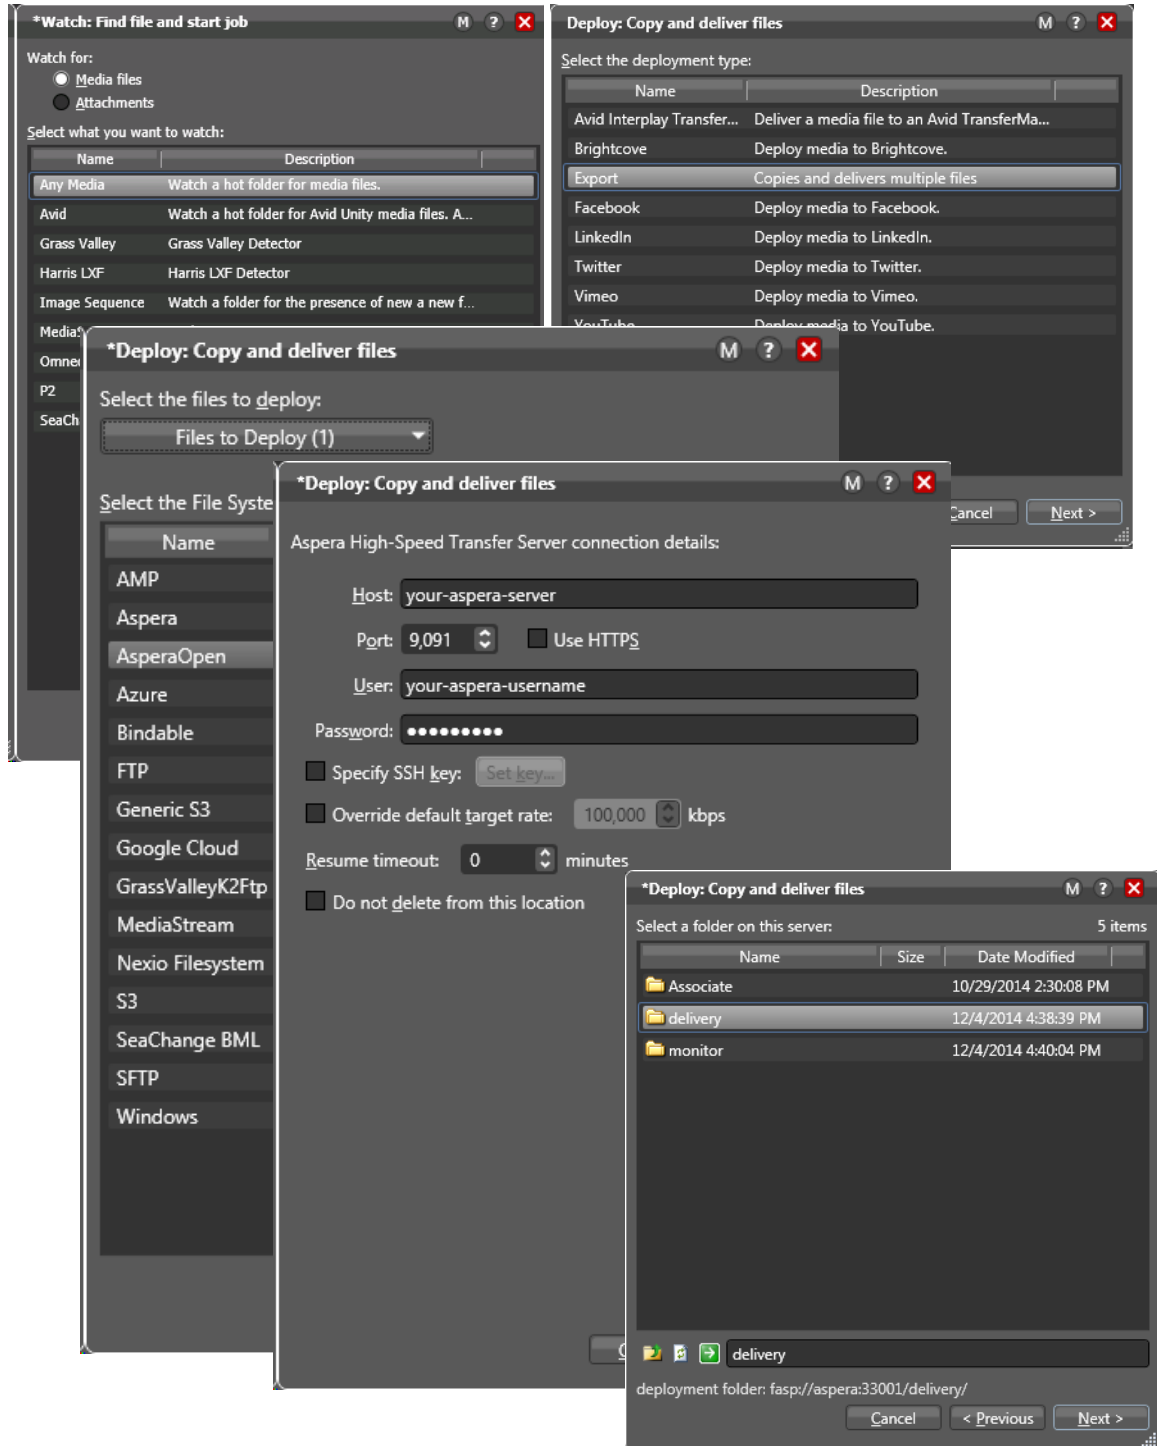 *Watch: Find file and start job
M ?
Watch for:
Media files
Attachments
Select what you want to watch:
Name Description
Any Media Watch a hot folder for media files.
Avid Watch a hot folder for Avid Unity media files. A...
Grass Valley Grass Valley Detector
Harris LXF Harris LXF Detector
Image Sequence Watch a folder for the presence of new a new f...
P2
Deploy: Copy and deliver files
M ?
Select the deployment type:
Name Description
Avid Interplay Transfer... Deliver a media file to an Avid TransferMa...
Brightcove Deploy media to Brightcove.
Export Copies and delivers multiple files
Facebook Deploy media to Facebook.
LinkedIn Deploy media to LinkedIn.
Twitter Deploy media to Twitter.
Vimeo Deploy media to Vimeo.
YouTube Deploy media to YouTube.
Cancel Next >
*Deploy: Copy and deliver files
M ?
Select the files to deploy:
Files to Deploy (1)
Select the File Syste
Name
AMP
Aspera
AsperaOpen
Azure
Bindable
FTP
Generic S3
Google Cloud
GrassValleyK2Ftp
MediaStream
Nexio Filesystem
S3
SeaChange BML
SFTP
Windows
*Deploy: Copy and deliver files
M ?
Aspera High-Speed Transfer Server connection details:
Host: your-aspera-server
Port: 9,091 Use HTTPS
User: your-aspera-username
Password: •••••••••
Specify SSH key: Set key...
Override default target rate: 100,000 kbps
Resume timeout: 0 minutes
Do not delete from this location
*Deploy: Copy and deliver files
M ?
Select a folder on this server: 5 items
Name Size Date Modified
Associate 10/29/2014 2:30:08 PM
delivery 12/4/2014 4:38:39 PM
monitor 12/4/2014 4:40:04 PM
delivery
deployment folder: fasp://aspera:33001/delivery/
Cancel < Previous Next >